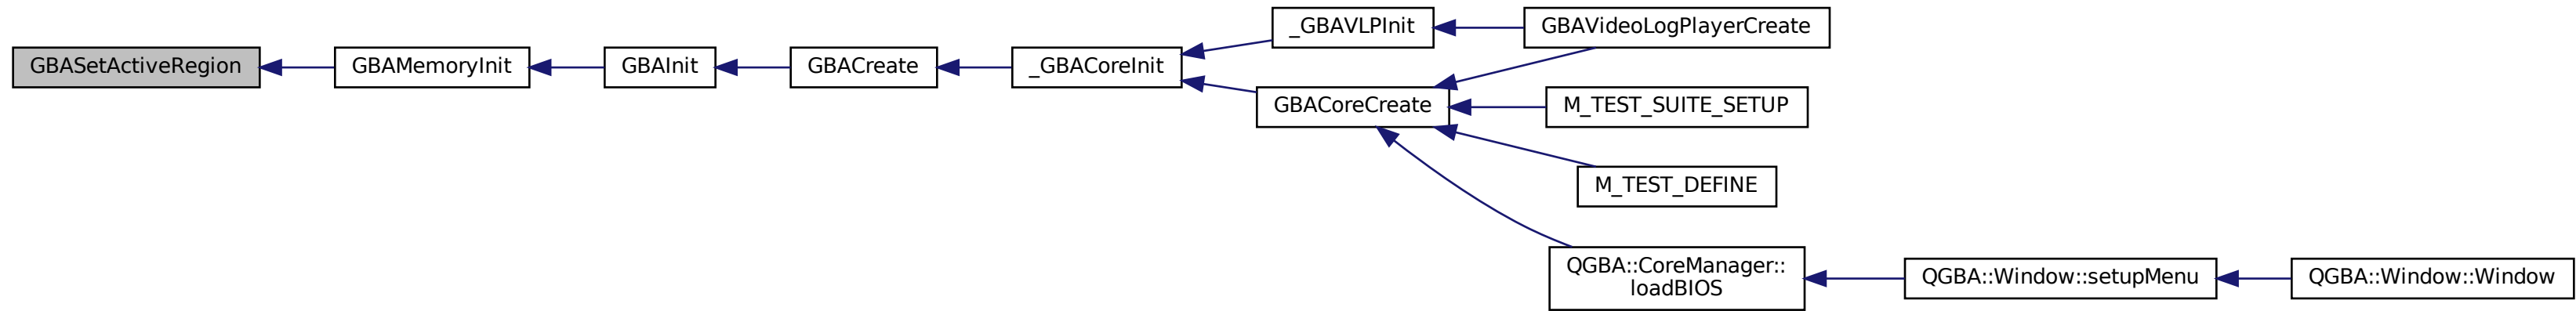 GBASetActiveRegion
GBAMemoryInit
GBAInit
GBACreate
_GBACoreInit
_GBAVLPInit
GBAVideoLogPlayerCreate
GBACoreCreate
M_TEST_SUITE_SETUP
M_TEST_DEFINE
QGBA::CoreManager::
loadBIOS
QGBA::Window::setupMenu
QGBA::Window::Window